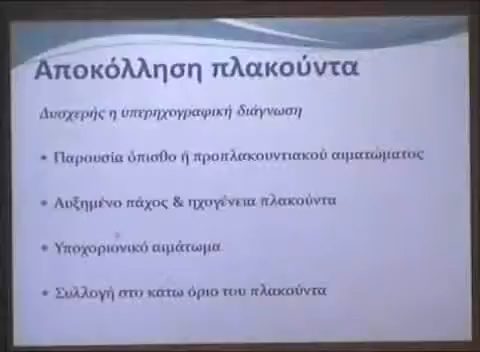 Αποκόλληση πλακούντα
Δυσχερής η υπερηχογραφική διάγνωση
• Παρουσία όπισθο ή προπλακουντιακού αιματώματος
• Αυξημένο πάχος & ηχογένεια πλακούντα
• Υποχοριονικό αιμάτωμα
• Συλλογή στο κάτω όριο του πλακούντα